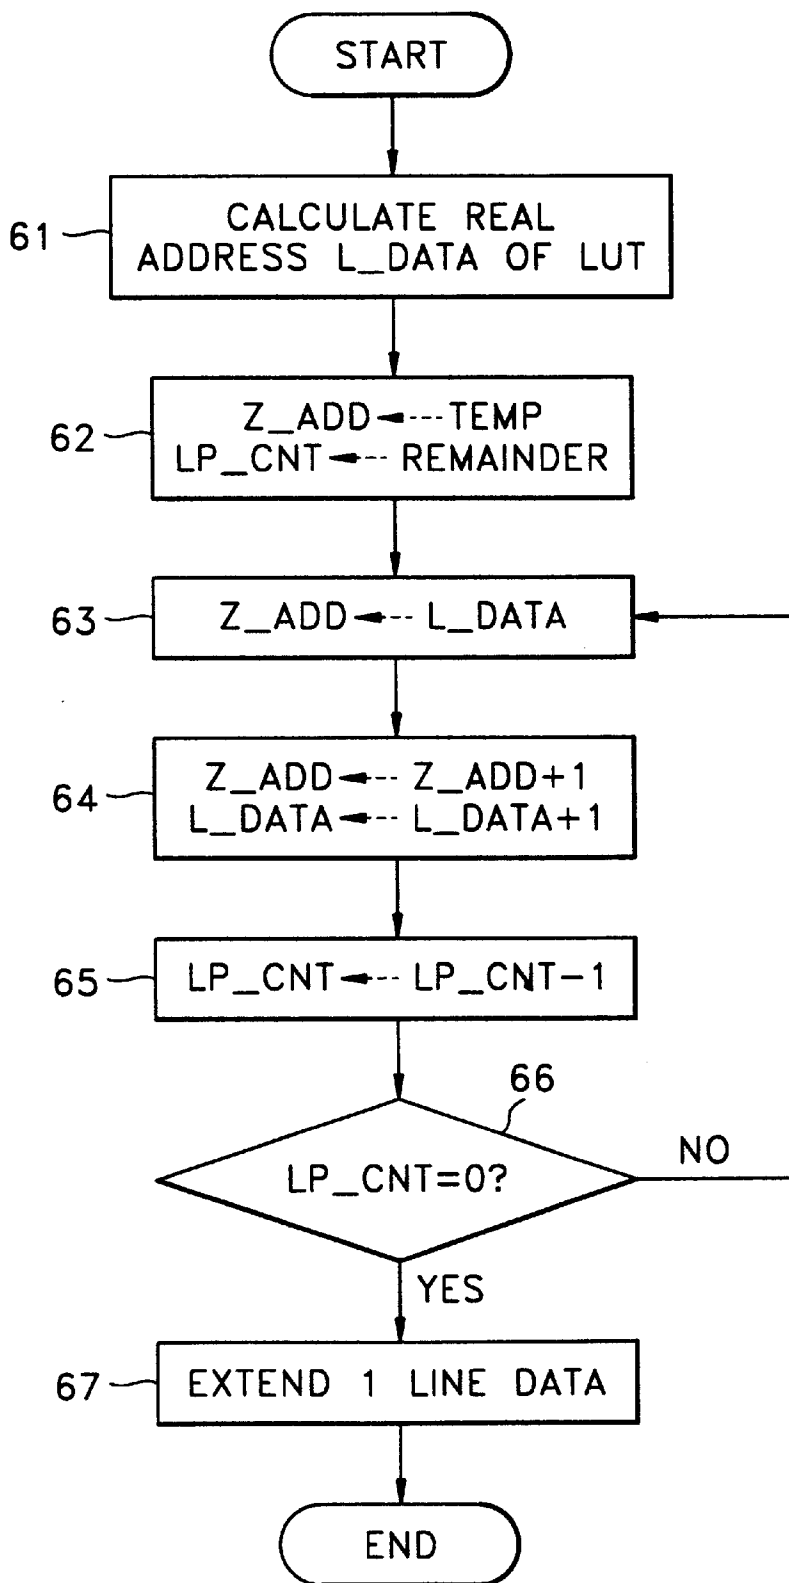 START
61
CALCULATE REAL
ADDRESS L_DATA OF LUT
62
Z_ADD ◄--- TEMP
LP_CNT ◄--- REMAINDER
63
Z_ADD ◄--- L_DATA
64
Z_ADD ◄--- Z_ADD+1
L_DATA ◄--- L_DATA+1
65
LP_CNT ◄--- LP_CNT-1
66
LP_CNT=0?
NO
YES
67
EXTEND 1 LINE DATA
END